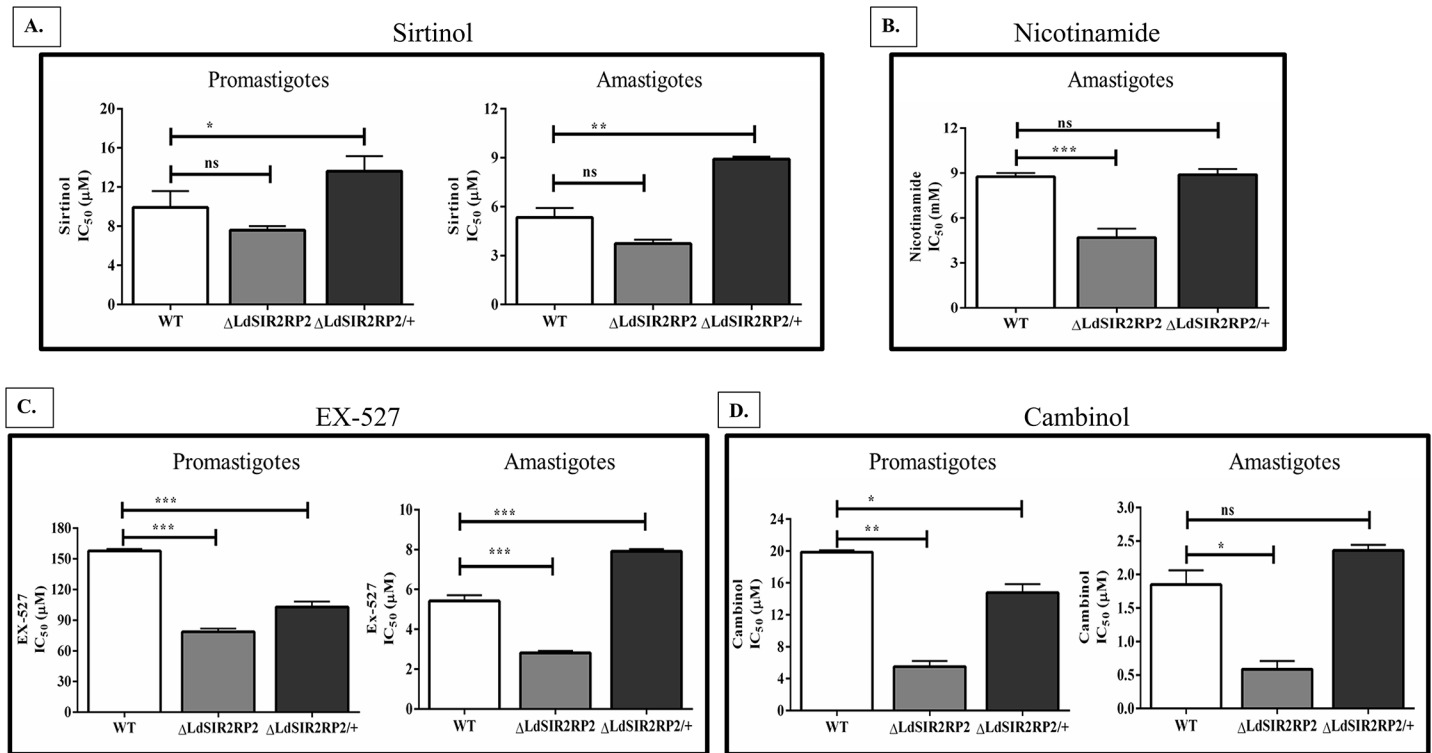 A.
Sirtinol
Promastigotes
Sirtinol
IC50 (μM)
20
16
12
8
4
0
*
ns
WT
ΔLdSIR2RP2
ΔLdSIR2RP2/+
Amastigotes
Sirtinol
IC50 (μM)
12
9
6
3
0
**
ns
WT
ΔLdSIR2RP2
ΔLdSIR2RP2/+
B.
Nicotinamide
Amastigotes
Nicotinamide
IC50 (mM)
12
9
6
3
0
ns
***
WT
ΔLdSIR2RP2
ΔLdSIR2RP2/+
C.
EX-527
Promastigotes
EX-527
IC50 (μM)
180
150
120
90
60
30
0
***
***
WT
ΔLdSIR2RP2
ΔLdSIR2RP2/+
Amastigotes
Ex-527
IC50 (μM)
10
8
6
4
2
0
***
***
WT
ΔLdSIR2RP2
ΔLdSIR2RP2/+
D.
Cambinol
Promastigotes
Cambinol
IC50 (μM)
24
20
16
12
8
4
0
*
**
WT
ΔLdSIR2RP2
ΔLdSIR2RP2/+
Amastigotes
Cambinol
IC50 (μM)
3.0
2.5
2.0
1.5
1.0
0.5
0.0
ns
*
WT
ΔLdSIR2RP2
ΔLdSIR2RP2/+